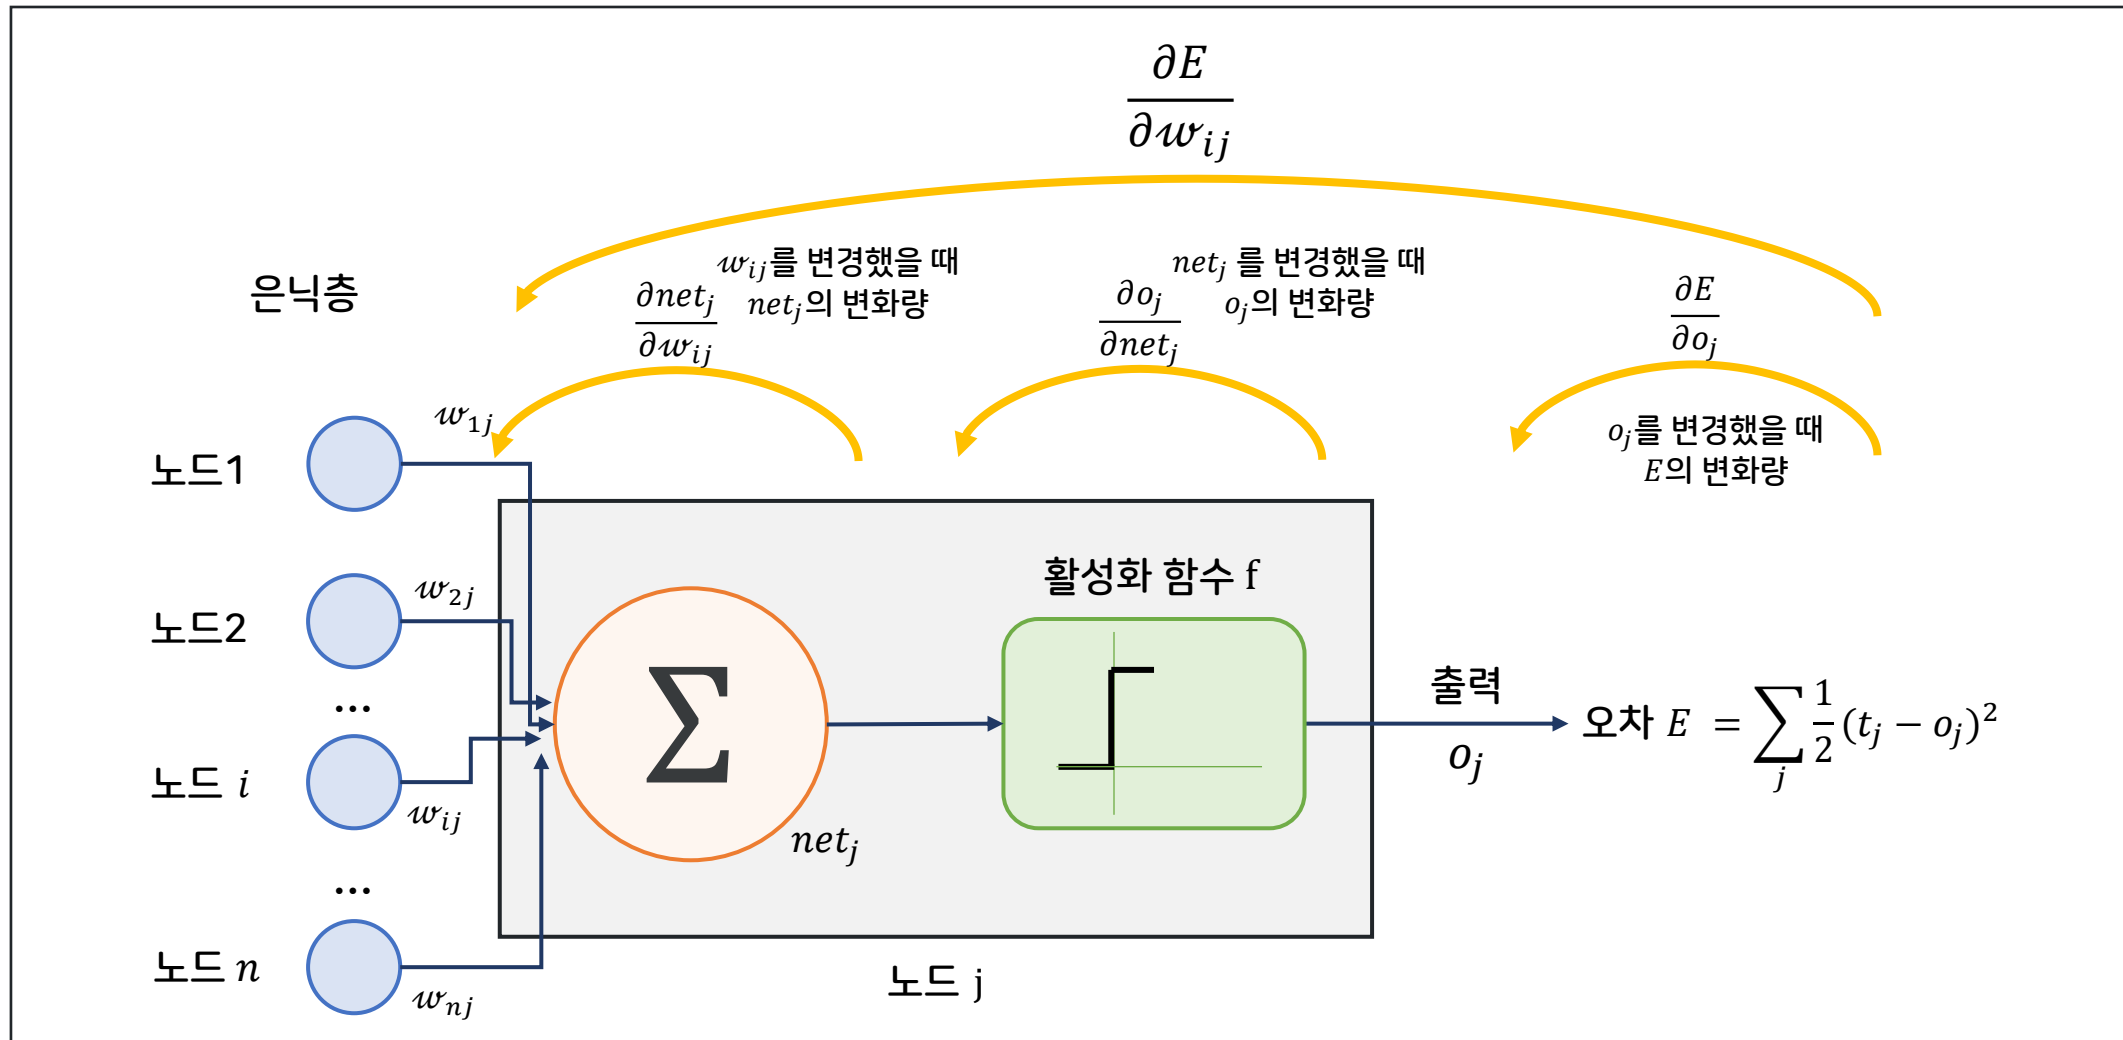 ∂E
∂w_ij
은닉층
∂net_j
∂w_ij
w_ij를 변경했을 때
net_j의 변화량
∂o_j
∂net_j
net_j 를 변경했을 때
o_j의 변화량
∂E
∂o_j
o_j를 변경했을 때
E의 변화량
노드1
w_1j
노드2
w_2j
...
노드 i
w_ij
...
노드 n
w_nj
∑
net_j
활성화 함수 f
노드 j
출력
o_j
오차 E = ∑_j 1/2 (t_j − o_j)^2